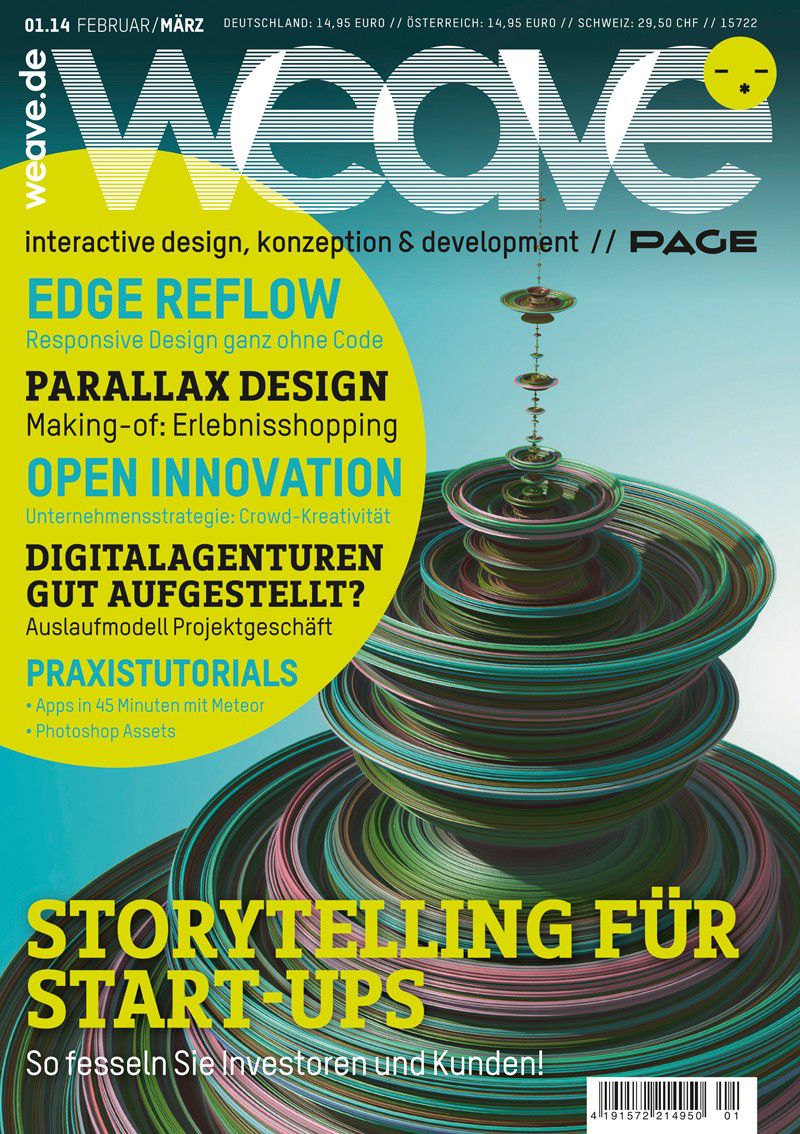 01.14 FEBRUAR/MÄRZ
DEUTSCHLAND: 14,95 EURO // ÖSTERREICH: 14,95 EURO // SCHWEIZ: 29,50 CHF // 15722
weave.de
weave
interactive design, konzeption & development // PAGE
EDGE REFLOW
Responsive Design ganz ohne Code
PARALLAX DESIGN
Making-of: Erlebnisshopping
OPEN INNOVATION
Unternehmensstrategie: Crowd-Kreativität
DIGITALAGENTUREN
GUT AUFGESTELLT?
Auslaufmodell Projektgeschäft
PRAXISTUTORIALS
• Apps in 45 Minuten mit Meteor
• Photoshop Assets
STORYTELLING FÜR
START-UPS
So fesseln Sie Investoren und Kunden!
4 191572 214950 01